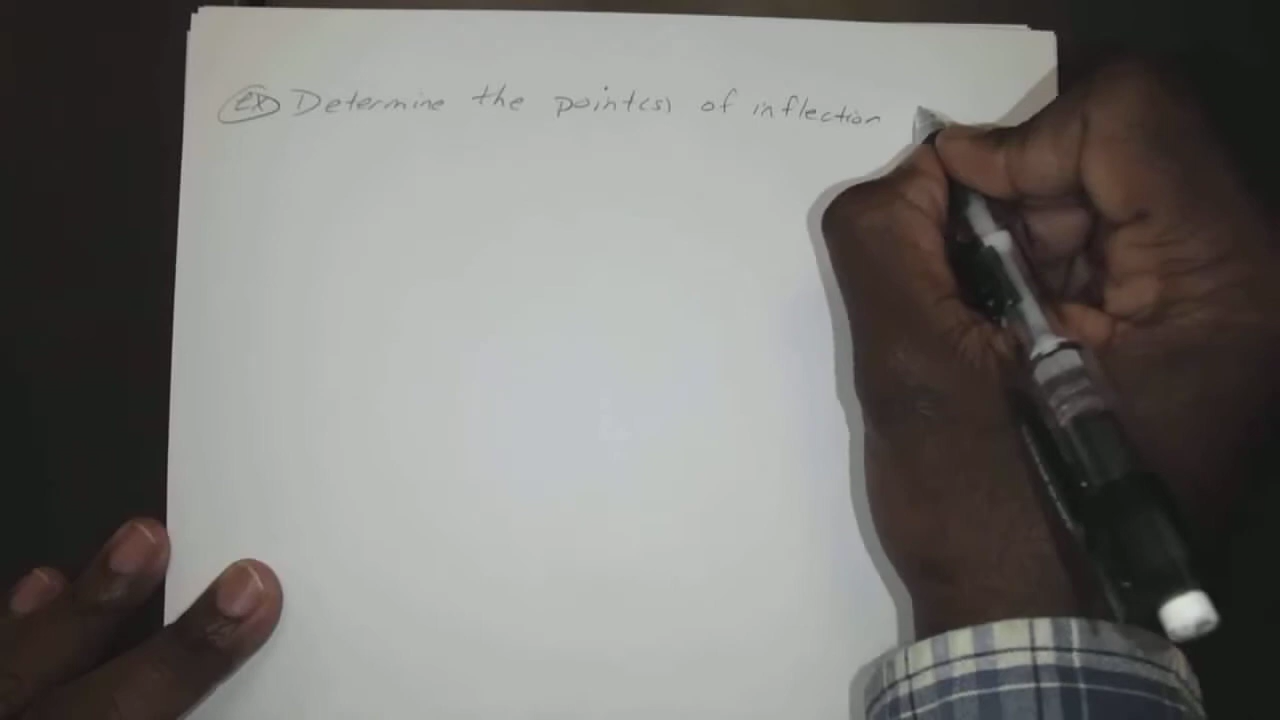 Ex Determine the point(s) of inflection